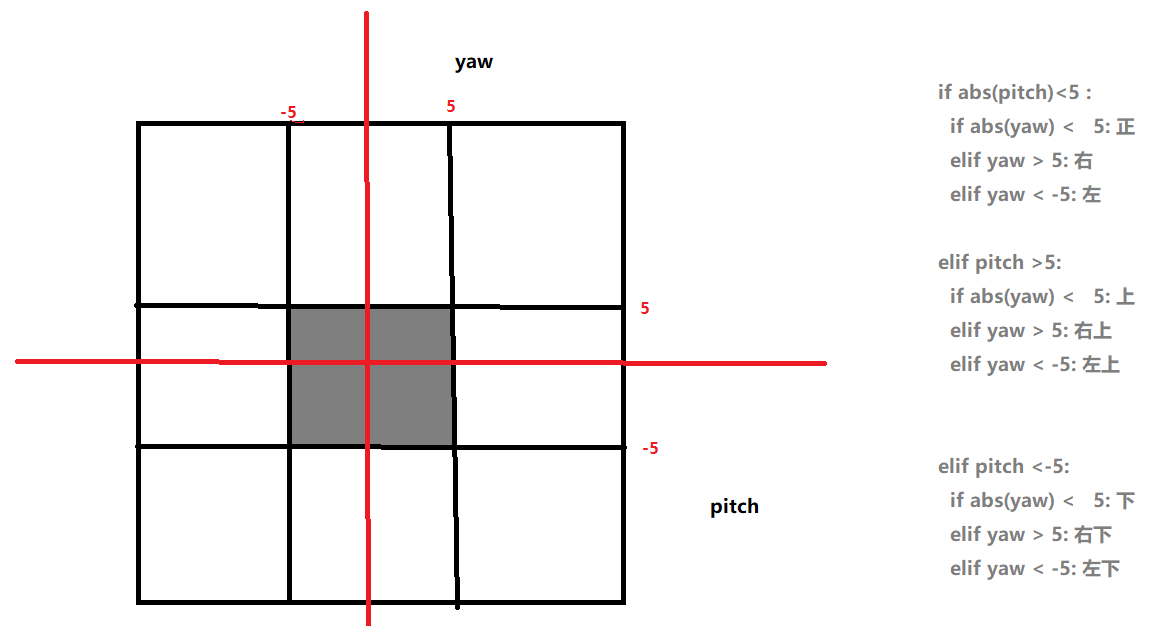 yaw
-5
5
5
-5
pitch
if abs(pitch)<5 :
if abs(yaw) <   5: 正
elif yaw > 5: 右
elif yaw < -5: 左
elif pitch >5:
if abs(yaw) <   5: 上
elif yaw > 5: 右上
elif yaw < -5: 左上
elif pitch <-5:
if abs(yaw) <   5: 下
elif yaw > 5: 右下
elif yaw < -5: 左下